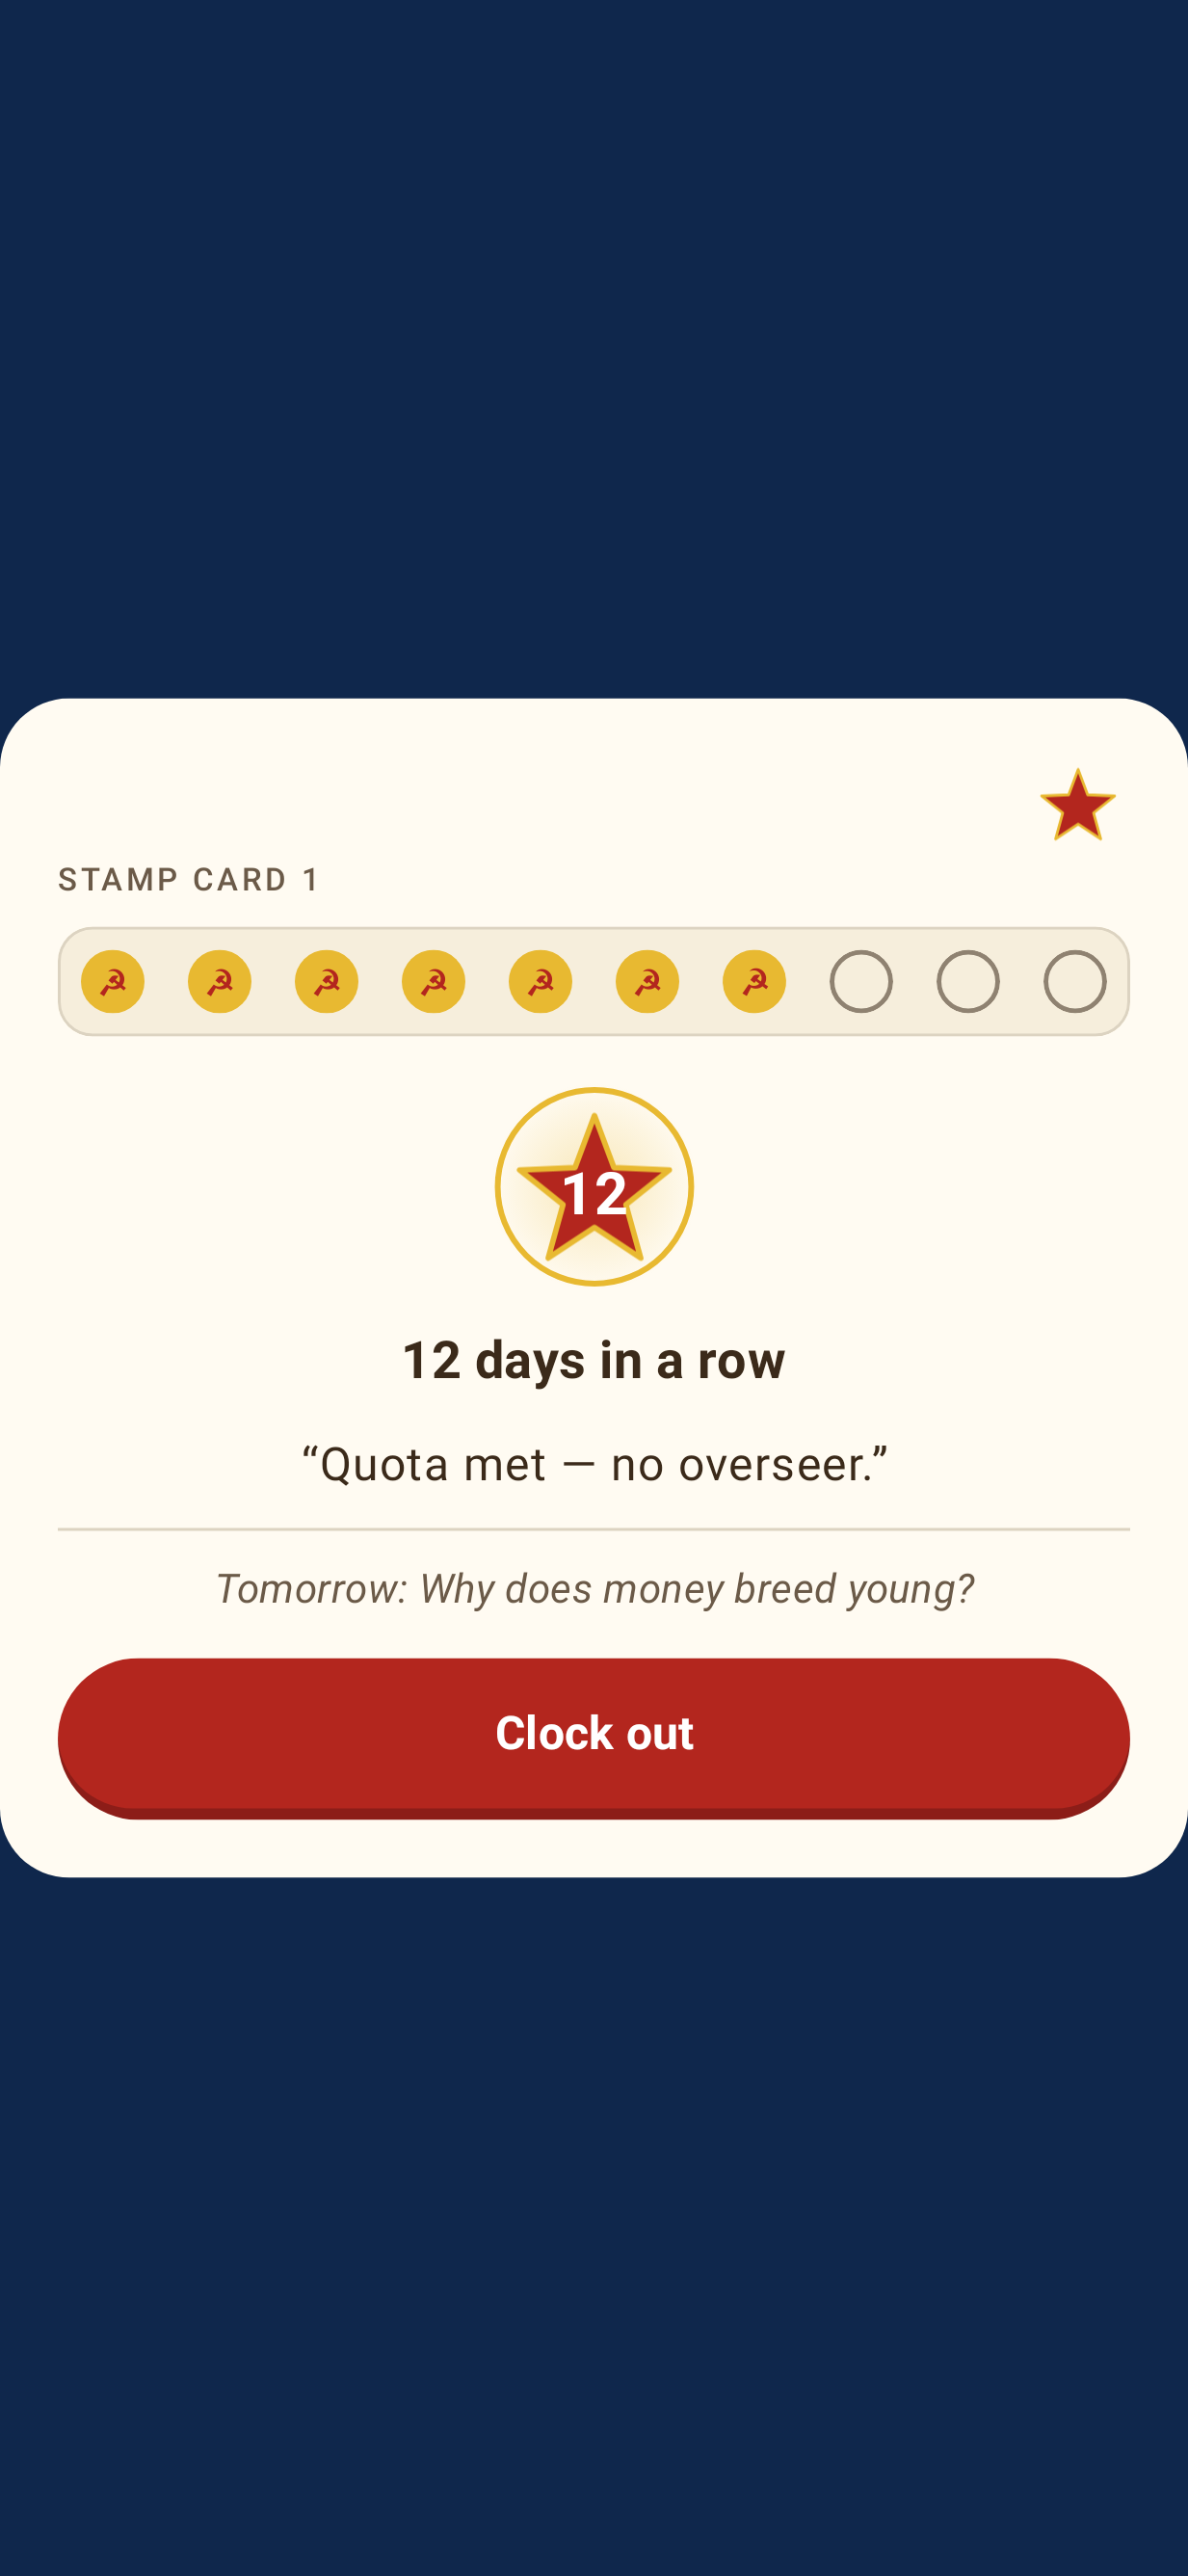 STAMP CARD 1
12
12 days in a row
“Quota met — no overseer.”
Tomorrow: Why does money breed young?
Clock out